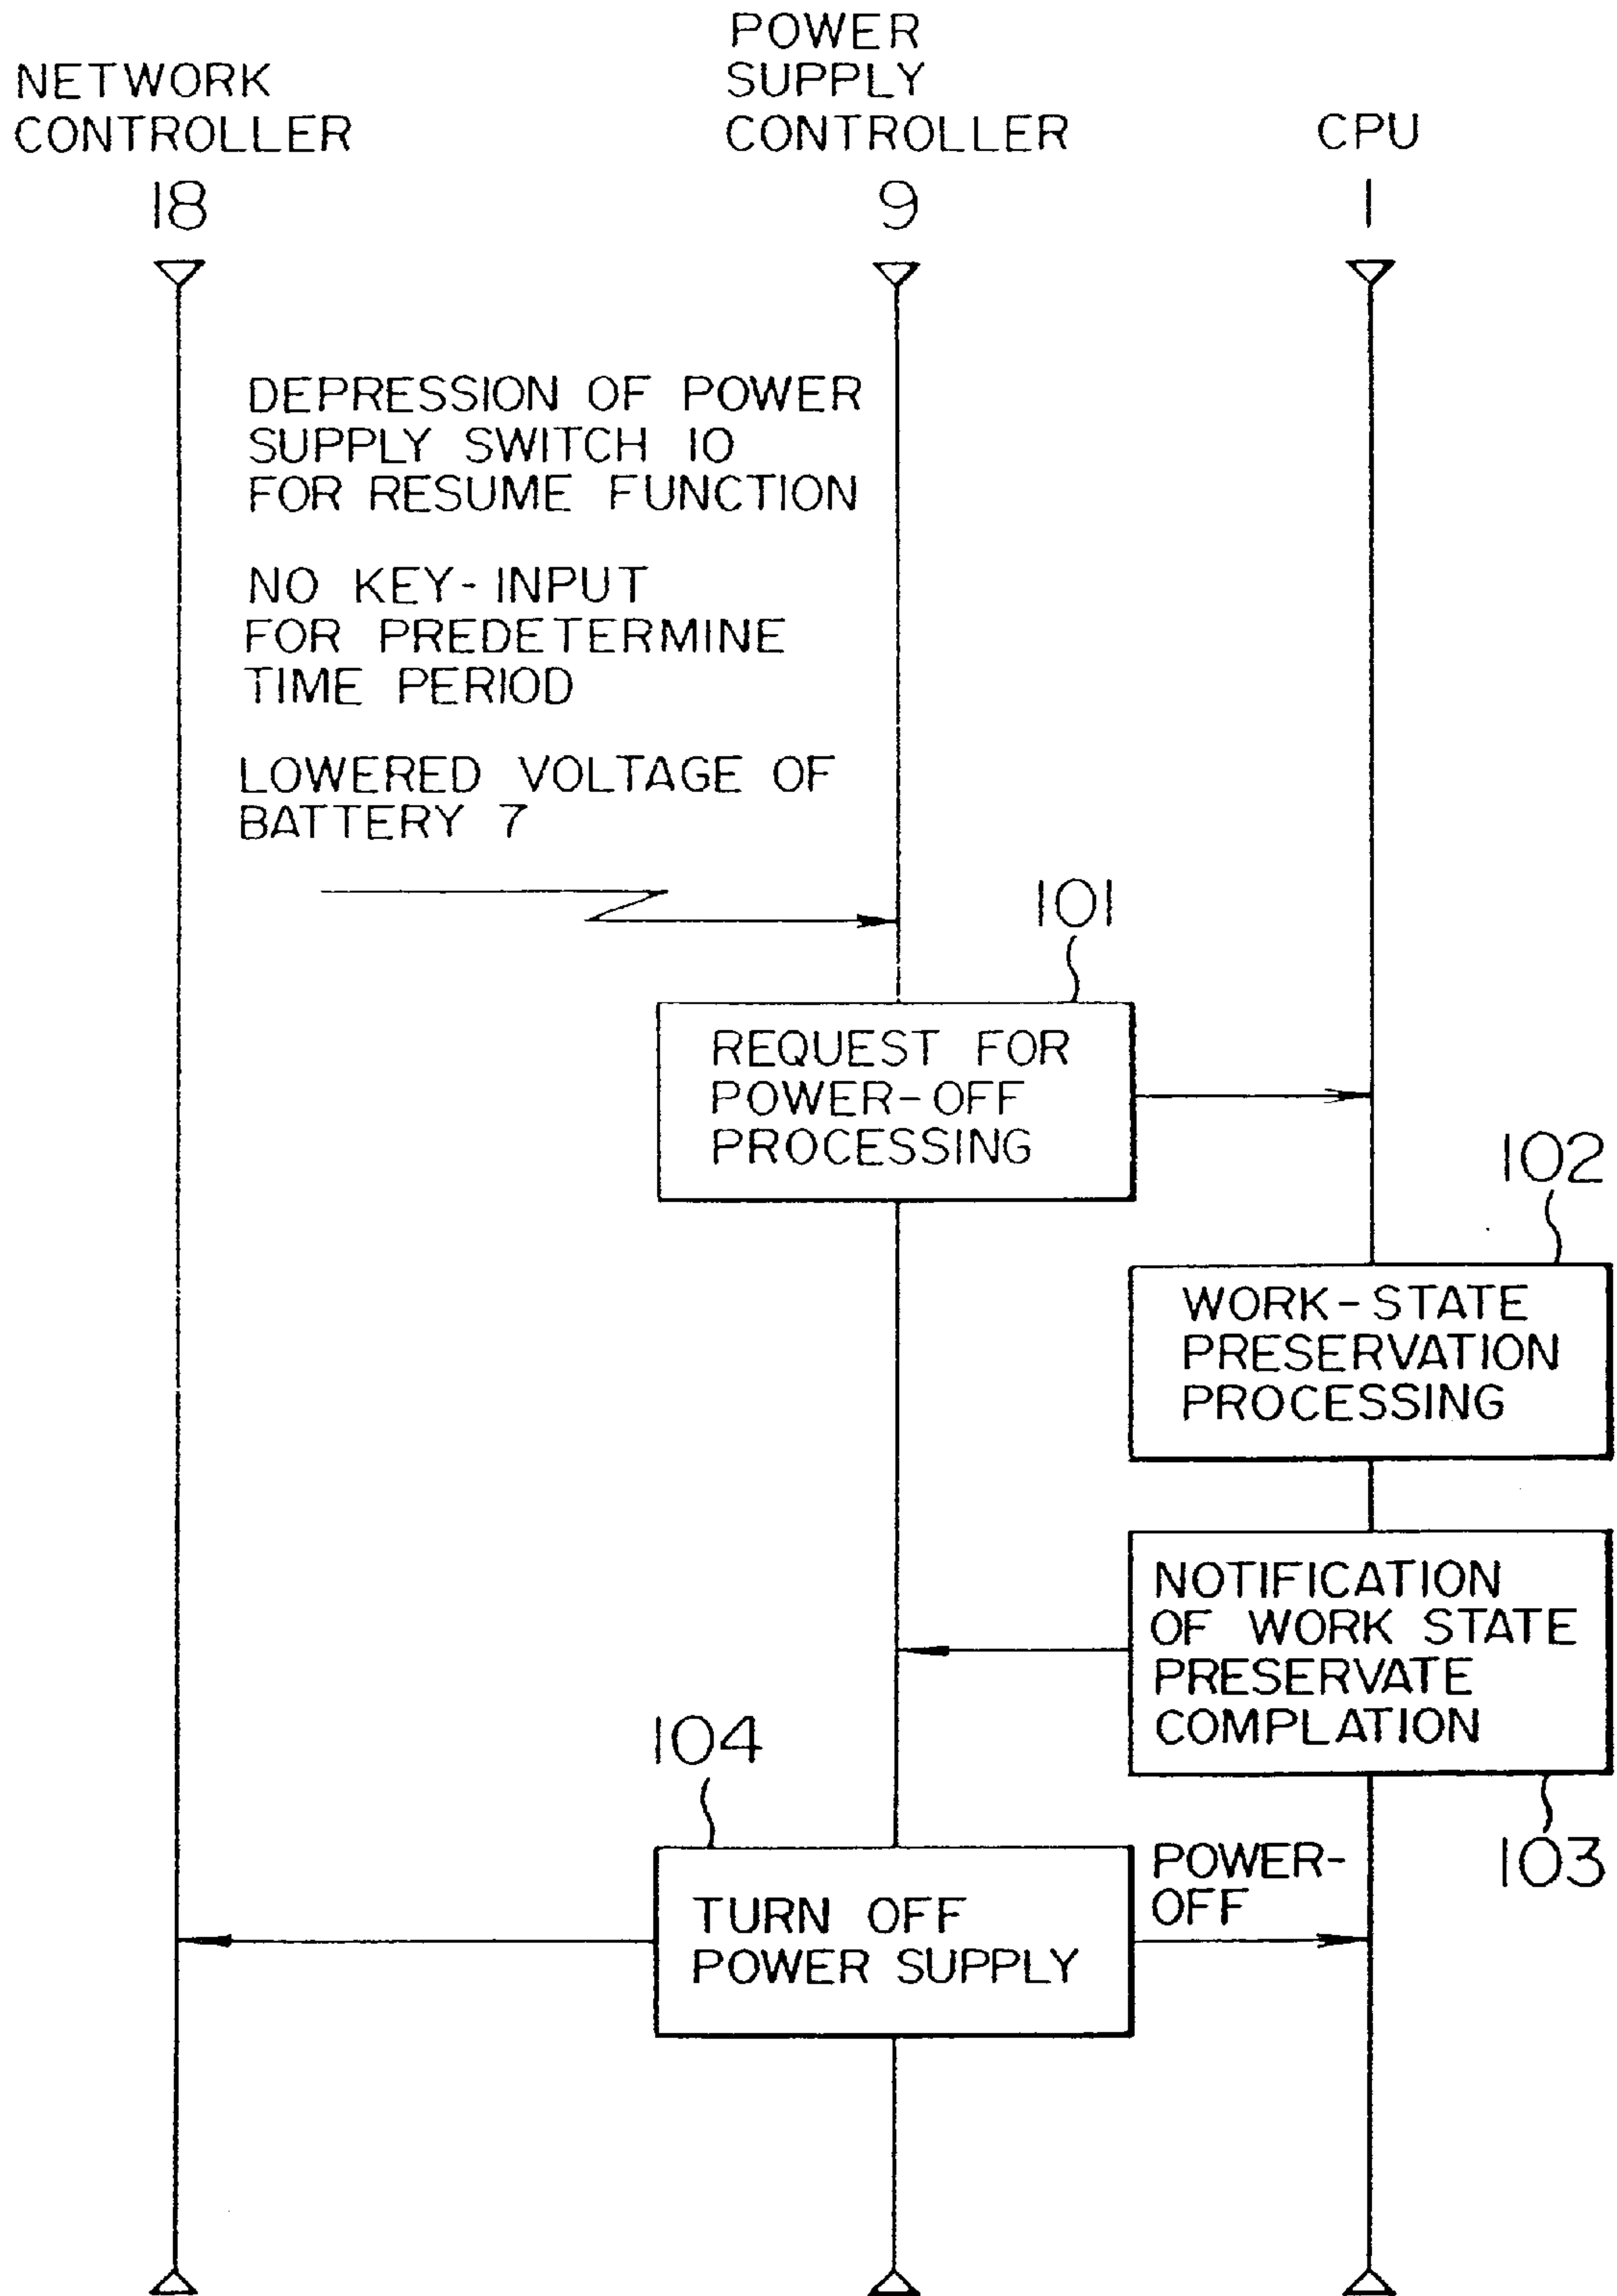 NETWORK
CONTROLLER
18
POWER
SUPPLY
CONTROLLER
9
CPU
1
DEPRESSION OF POWER
SUPPLY SWITCH 10
FOR RESUME FUNCTION
NO KEY-INPUT
FOR PREDETERMINE
TIME PERIOD
LOWERED VOLTAGE OF
BATTERY 7
101
REQUEST FOR
POWER-OFF
PROCESSING
102
WORK-STATE
PRESERVATION
PROCESSING
NOTIFICATION
OF WORK STATE
PRESERVATE
COMPLATION
103
104
TURN OFF
POWER SUPPLY
POWER-
OFF